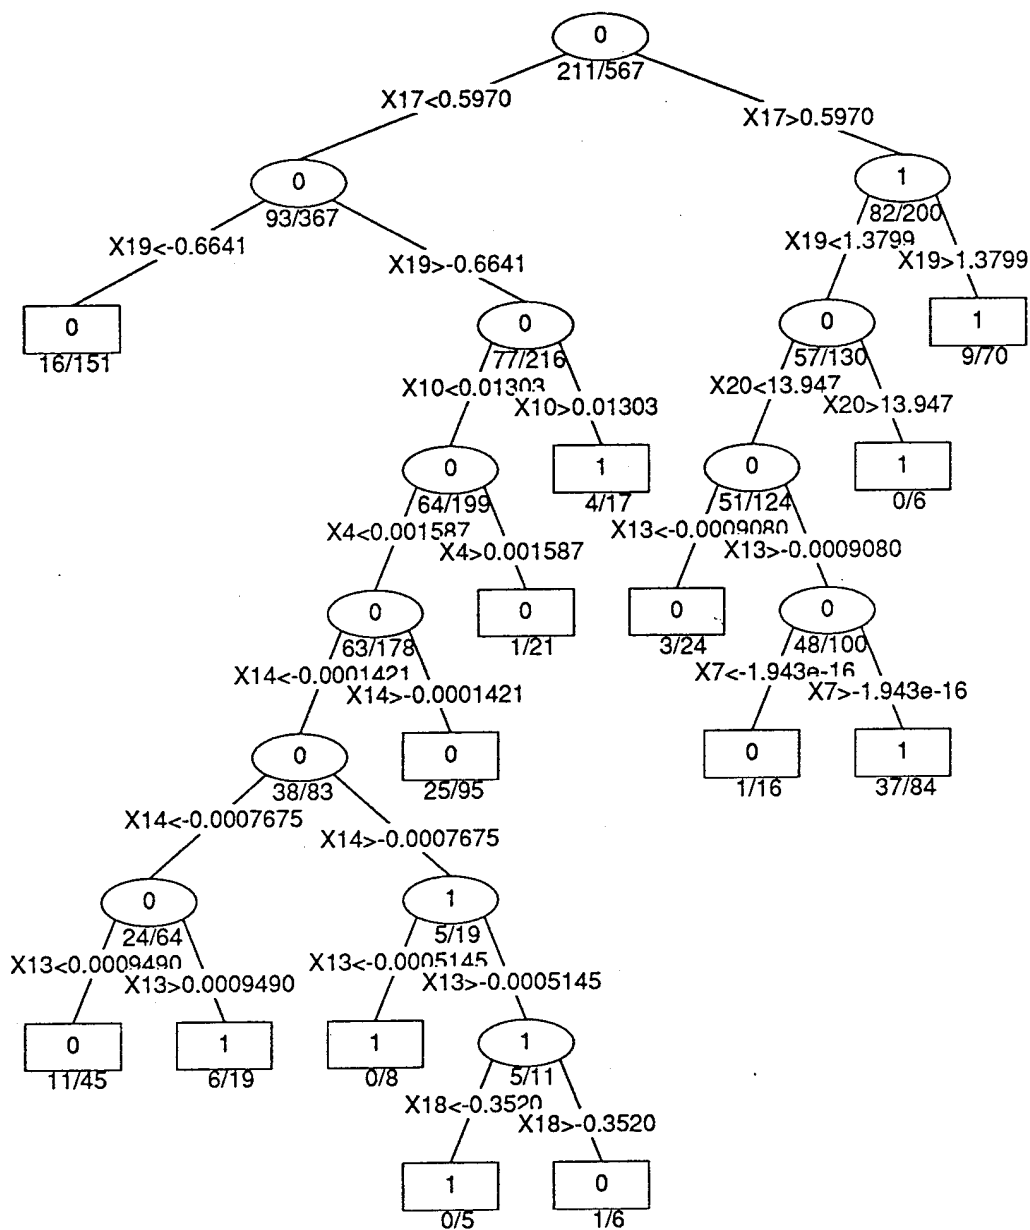 0
211/567
X17<0.5970
X17>0.5970
0
93/367
1
82/200
X19<-0.6641
X19>-0.6641
X19<1.3799
X19>1.3799
0
16/151
0
77/216
0
57/130
1
9/70
X10<0.01303
X10>0.01303
X20<13.947
X20>13.947
0
64/199
1
4/17
0
51/124
1
0/6
X4<0.001587
X4>0.001587
X13<-0.0009080
X13>-0.0009080
0
63/178
0
1/21
0
3/24
0
48/100
X14<-0.0001421
X14>-0.0001421
X7<-1.943e-16
X7>-1.943e-16
0
38/83
0
25/95
0
1/16
1
37/84
X14<-0.0007675
X14>-0.0007675
0
24/64
1
5/19
X13<0.0009490
X13>0.0009490
X13<-0.0005145
X13>-0.0005145
0
11/45
1
6/19
1
0/8
1
5/11
X18<-0.3520
X18>-0.3520
1
0/5
0
1/6